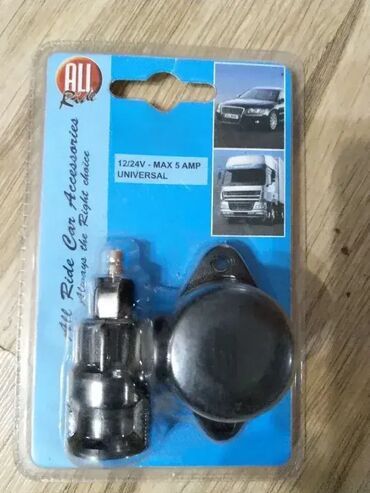 ALL
Ride
12/24V - MAX 5 AMP
UNIVERSAL
All Ride Car Accessories
Always the Right choice